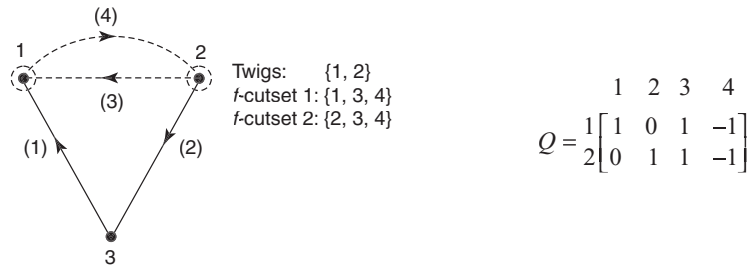 (4)
1 2
(3)
(1) (2)
3
Twigs: {1, 2}
f-cutset 1: {1, 3, 4}
f-cutset 2: {2, 3, 4}
1 2 3 4
Q = 1 [1 0 1 −1]
2 [0 1 1 −1]